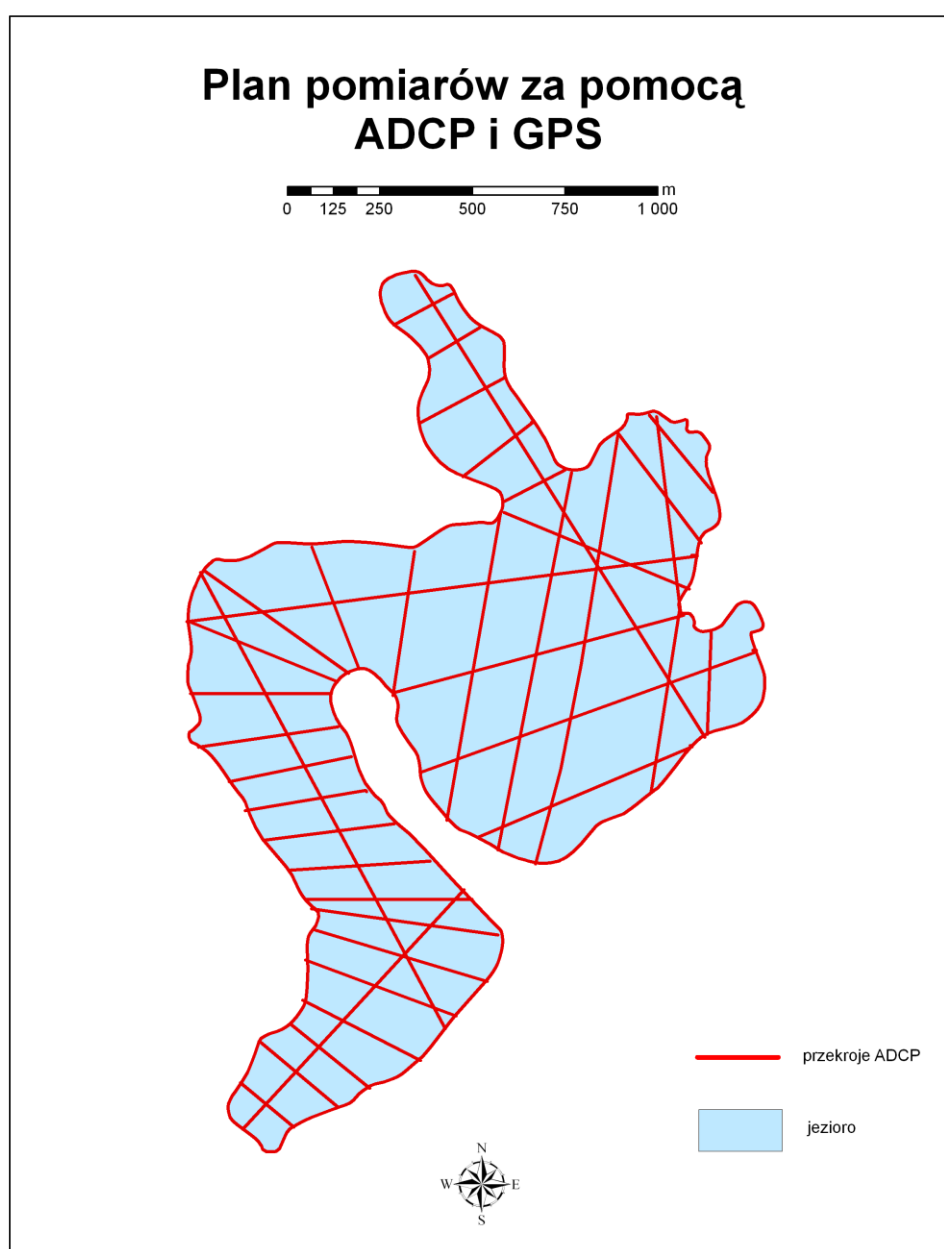 Plan pomiarów za pomocą
ADCP i GPS
m
0 125 250 500 750 1 000
przekroje ADCP
jezioro
N
W E
S